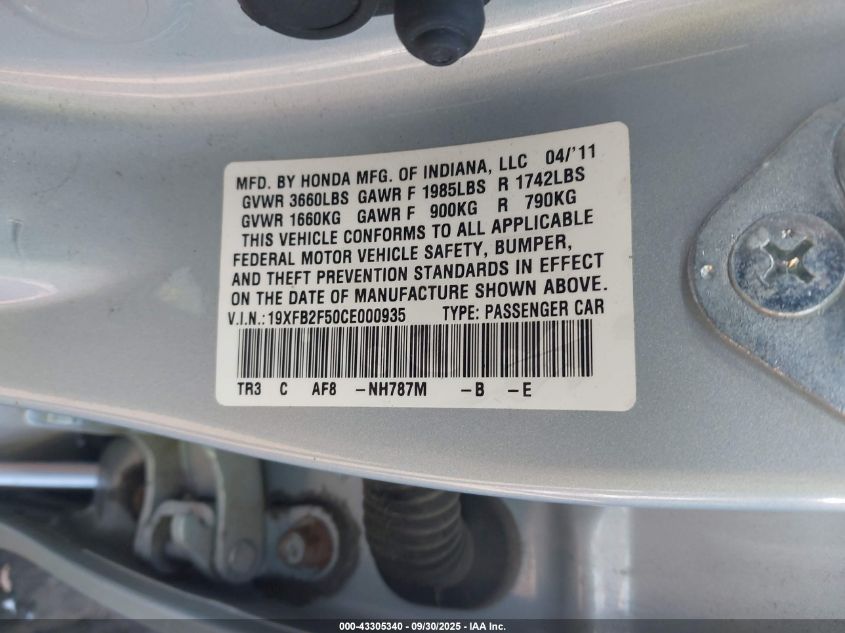 MFD. BY HONDA MFG. OF INDIANA, LLC 04/'11
GVWR 3660LBS GAWR F 1985LBS R 1742LBS
GVWR 1660KG GAWR F 900KG R 790KG
THIS VEHICLE CONFORMS TO ALL APPLICABLE
FEDERAL MOTOR VEHICLE SAFETY, BUMPER,
AND THEFT PREVENTION STANDARDS IN EFFECT
ON THE DATE OF MANUFACTURE SHOWN ABOVE.
V.I.N.:19XFB2F50CE000935 TYPE: PASSENGER CAR
TR3 C AF8 -NH787M -B -E
000-43305340 - 09/30/2025 - IAA Inc.